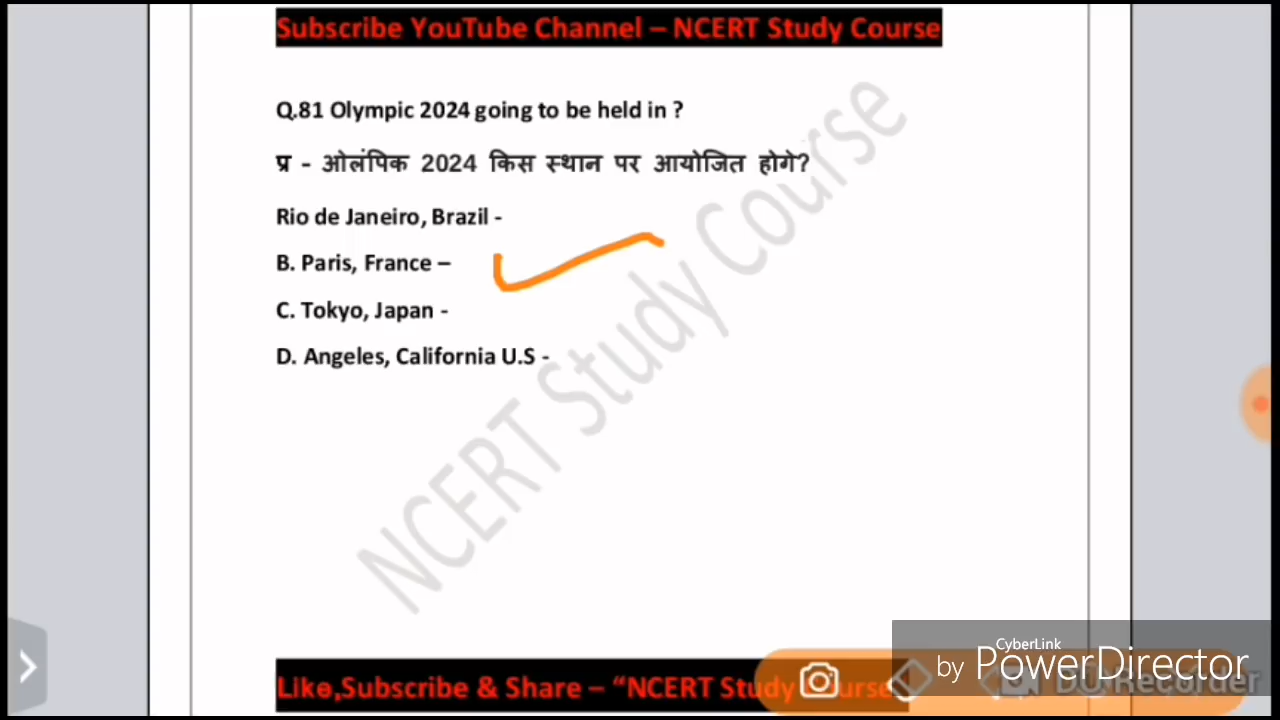 Subscribe YouTube Channel – NCERT Study Course
Q.81 Olympic 2024 going to be held in ?
प्र - ओलंपिक 2024 किस स्थान पर आयोजित होगे?
Rio de Janeiro, Brazil -
B. Paris, France –
C. Tokyo, Japan -
D. Angeles, California U.S -
NCERT Study Course
CyberLink
by PowerDirector
Like,Subscribe & Share – “NCERT Study Course
Recorder